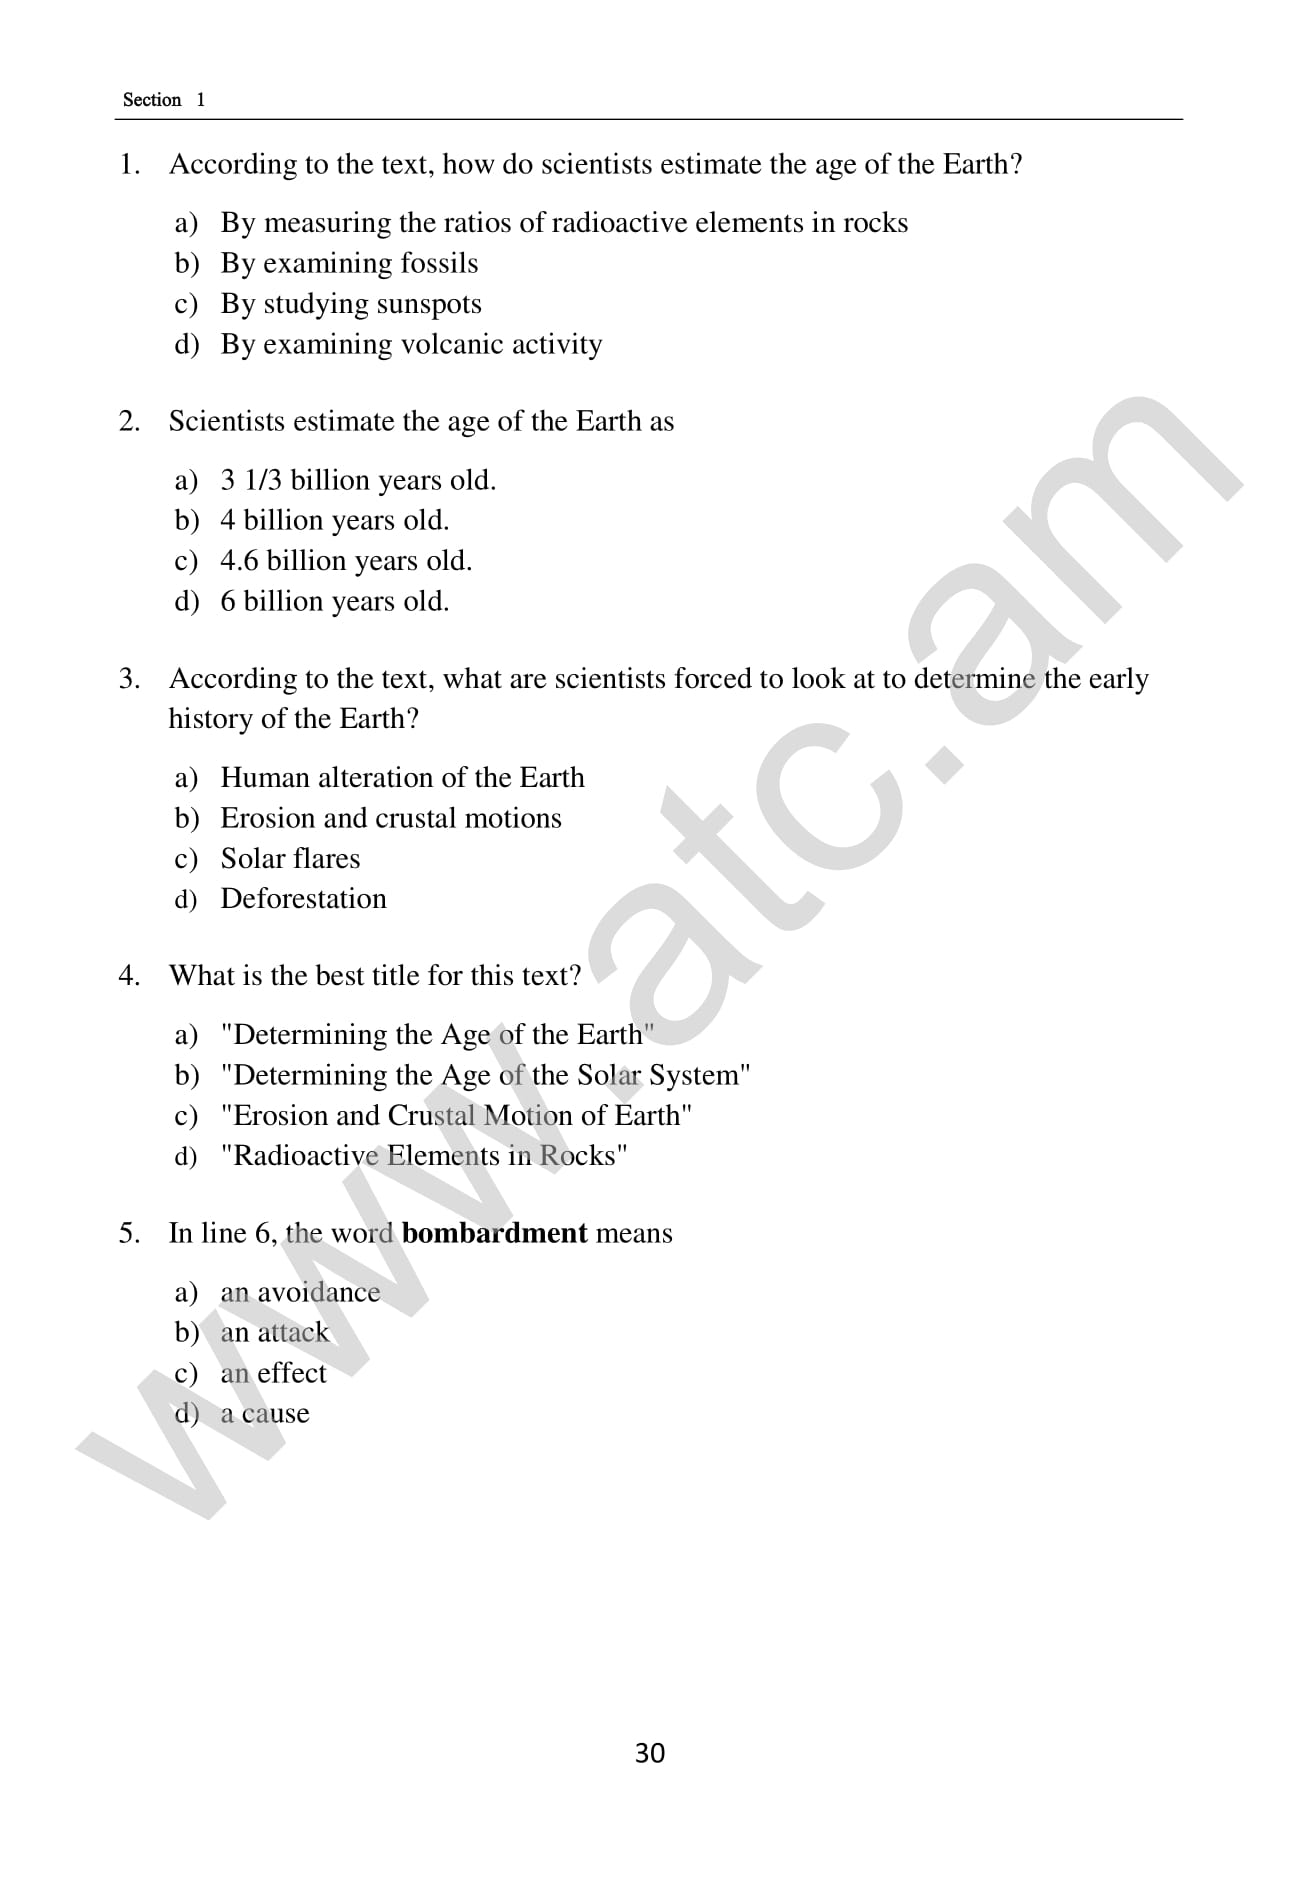 Section 1
1. According to the text, how do scientists estimate the age of the Earth?
a) By measuring the ratios of radioactive elements in rocks
b) By examining fossils
c) By studying sunspots
d) By examining volcanic activity
2. Scientists estimate the age of the Earth as
a) 3 1/3 billion years old.
b) 4 billion years old.
c) 4.6 billion years old.
d) 6 billion years old.
3. According to the text, what are scientists forced to look at to determine the early
history of the Earth?
a) Human alteration of the Earth
b) Erosion and crustal motions
c) Solar flares
d) Deforestation
4. What is the best title for this text?
a) "Determining the Age of the Earth"
b) "Determining the Age of the Solar System"
c) "Erosion and Crustal Motion of Earth"
d) "Radioactive Elements in Rocks"
5. In line 6, the word bombardment means
a) an avoidance
b) an attack
c) an effect
d) a cause
30
www.atc.am